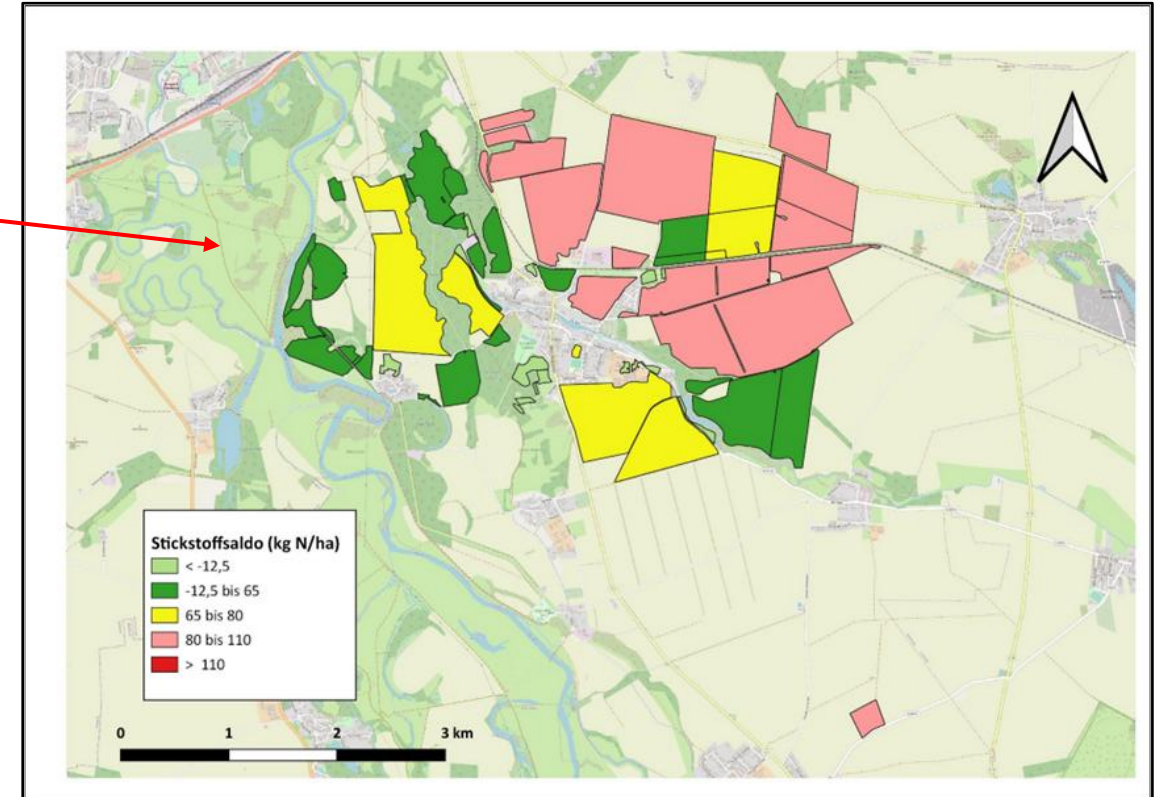 Stickstoffsaldo (kg N/ha)
< -12,5
-12,5 bis 65
65 bis 80
80 bis 110
> 110
0 1 2 3 km